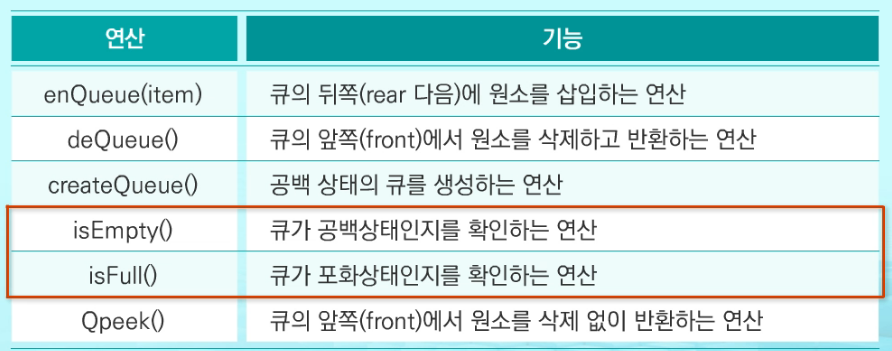 연산 기능
enQueue(item) 큐의 뒤쪽(rear 다음)에 원소를 삽입하는 연산
deQueue() 큐의 앞쪽(front)에서 원소를 삭제하고 반환하는 연산
createQueue() 공백 상태의 큐를 생성하는 연산
isEmpty() 큐가 공백상태인지를 확인하는 연산
isFull() 큐가 포화상태인지를 확인하는 연산
Qpeek() 큐의 앞쪽(front)에서 원소를 삭제 없이 반환하는 연산